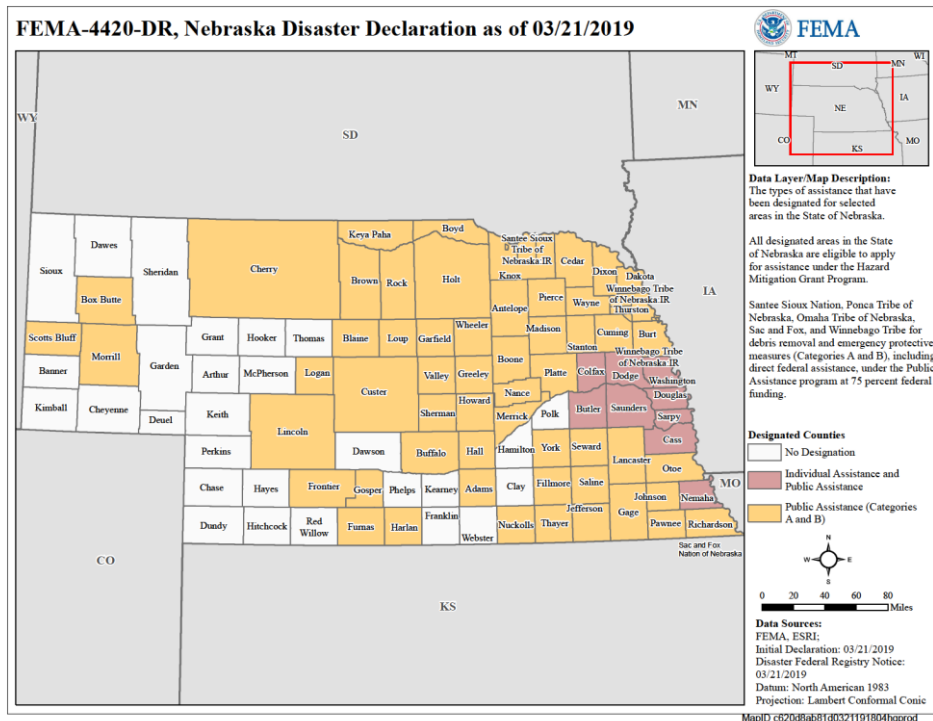 FEMA-4420-DR, Nebraska Disaster Declaration as of 03/21/2019
FEMA
MT
SD
MN
WI
WY
NE
IA
CO
KS
MO
WY
SD
MN
IA
MO
CO
KS
Sioux
Dawes
Sheridan
Box Butte
Scotts Bluff
Morrill
Banner
Garden
Kimball
Cheyenne
Deuel
Cherry
Keya Paha
Boyd
Brown
Rock
Holt
Santee Sioux
Tribe of
Nebraska IR
Knox
Cedar
Dixon
Dakota
Winnebago Tribe
of Nebraska IR
Thurston
Antelope
Pierce
Wayne
Grant
Hooker
Thomas
Blaine
Loup
Garfield
Wheeler
Madson
Stanton
Cuming
Burt
Arthur
McPherson
Logan
Custer
Valley
Greeley
Boone
Platte
Colfax
Winnebago Tribe
of Nebraska IR
Dodge
Washington
Nance
Howard
Sherman
Merrick
Polk
Butler
Saunders
Douglas
Sarpy
Keith
Lincoln
Perkins
Dawson
Buffalo
Hall
Hamilton
York
Seward
Lancaster
Cass
Otoe
Chase
Hayes
Frontier
Gosper
Phelps
Kearney
Adams
Clay
Fillmore
Saline
Johnson
Nemaha
Dundy
Hitchcock
Red
Willow
Furnas
Harlan
Franklin
Webster
Nuckolls
Thayer
Jefferson
Gage
Pawnee
Richardson
Sac and Fox
Nation of Nebraska
Data Layer/Map Description:
The types of assistance that have
been designated for selected
areas in the State of Nebraska.
All designated areas in the State
of Nebraska are eligible to apply
for assistance under the Hazard
Mitigation Grant Program.
Santee Sioux Nation, Ponca Tribe of
Nebraska, Omaha Tribe of Nebraska,
Sac and Fox, and Winnebago Tribe for
debris removal and emergency protective
measures (Categories A and B), including
direct federal assistance, under the Public
Assistance program at 75 percent federal
funding.
Designated Counties
No Designation
Individual Assistance and
Public Assistance
Public Assistance (Categories
A and B)
N
W
E
S
0 20 40 60 80
Miles
Data Sources:
FEMA, ESRI;
Initial Declaration: 03/21/2019
Disaster Federal Registry Notice:
03/21/2019
Datum: North American 1983
Projection: Lambert Conformal Conic
MapID c620d8ab81d0321191804hqprod